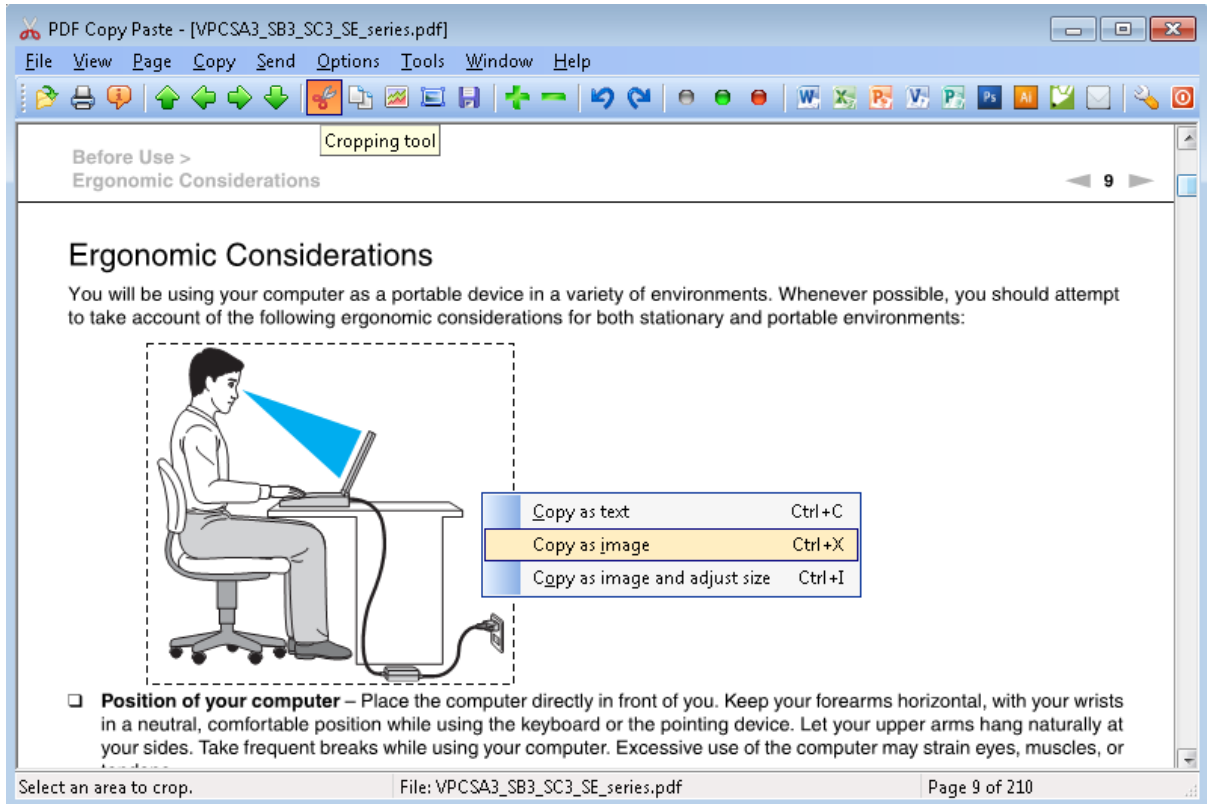 PDF Copy Paste - [VPCSA3_SB3_SC3_SE_series.pdf]
File View Page Copy Send Options Tools Window Help
W X P V P Ps Ai
Cropping tool
Before Use >
Ergonomic Considerations
9
Ergonomic Considerations
You will be using your computer as a portable device in a variety of environments. Whenever possible, you should attempt
to take account of the following ergonomic considerations for both stationary and portable environments:
Copy as text Ctrl+C
Copy as image Ctrl+X
Copy as image and adjust size Ctrl+I
❑ Position of your computer – Place the computer directly in front of you. Keep your forearms horizontal, with your wrists
in a neutral, comfortable position while using the keyboard or the pointing device. Let your upper arms hang naturally at
your sides. Take frequent breaks while using your computer. Excessive use of the computer may strain eyes, muscles, or
Select an area to crop. File: VPCSA3_SB3_SC3_SE_series.pdf Page 9 of 210